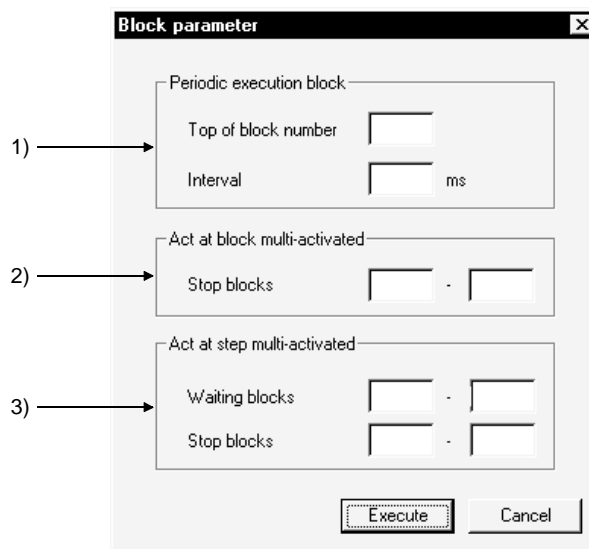 Block parameter
Periodic execution block
1)
Top of block number
Interval ms
Act at block multi-activated
2)
Stop blocks -
Act at step multi-activated
3)
Waiting blocks -
Stop blocks -
Execute Cancel